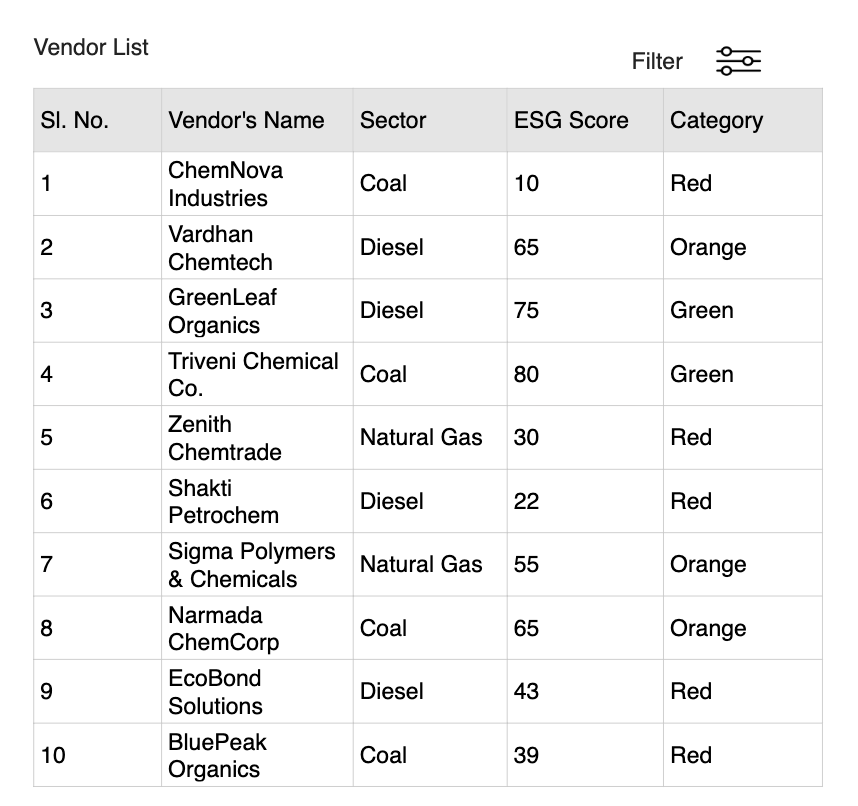 Vendor List
Filter
Sl. No. Vendor's Name Sector ESG Score Category
1 ChemNova Industries Coal 10 Red
2 Vardhan Chemtech Diesel 65 Orange
3 GreenLeaf Organics Diesel 75 Green
4 Triveni Chemical Co. Coal 80 Green
5 Zenith Chemtrade Natural Gas 30 Red
6 Shakti Petrochem Diesel 22 Red
7 Sigma Polymers & Chemicals Natural Gas 55 Orange
8 Narmada ChemCorp Coal 65 Orange
9 EcoBond Solutions Diesel 43 Red
10 BluePeak Organics Coal 39 Red